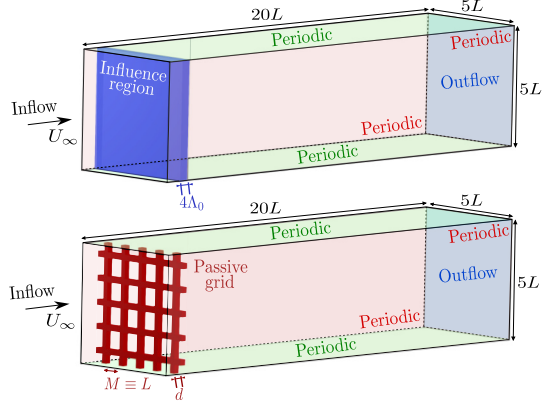 20L
5L
Periodic
Periodic
Influence
region
Outflow
5L
Inflow
U∞
Periodic
Periodic
4Λ₀
20L
5L
Periodic
Periodic
Passive
grid
Outflow
5L
Inflow
U∞
Periodic
Periodic
M ≡ L
d